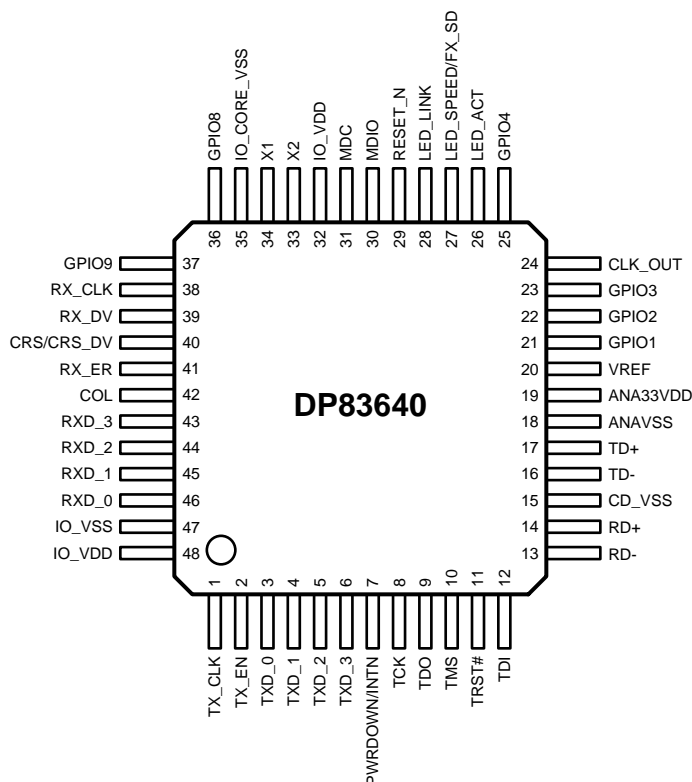 GPIO8
IO_CORE_VSS
X1
X2
IO_VDD
MDC
MDIO
RESET_N
LED_LINK
LED_SPEED/FX_SD
LED_ACT
GPIO4
36
35
34
33
32
31
30
29
28
27
26
25
GPIO9 37
RX_CLK 38
RX_DV 39
CRS/CRS_DV 40
RX_ER 41
COL 42
RXD_3 43
RXD_2 44
RXD_1 45
RXD_0 46
IO_VSS 47
IO_VDD 48
DP83640
24 CLK_OUT
23 GPIO3
22 GPIO2
21 GPIO1
20 VREF
19 ANA33VDD
18 ANAVSS
17 TD+
16 TD-
15 CD_VSS
14 RD+
13 RD-
1
2
3
4
5
6
7
8
9
10
11
12
TX_CLK
TX_EN
TXD_0
TXD_1
TXD_2
TXD_3
PWRDOWN/INTN
TCK
TDO
TMS
TRST#
TDI